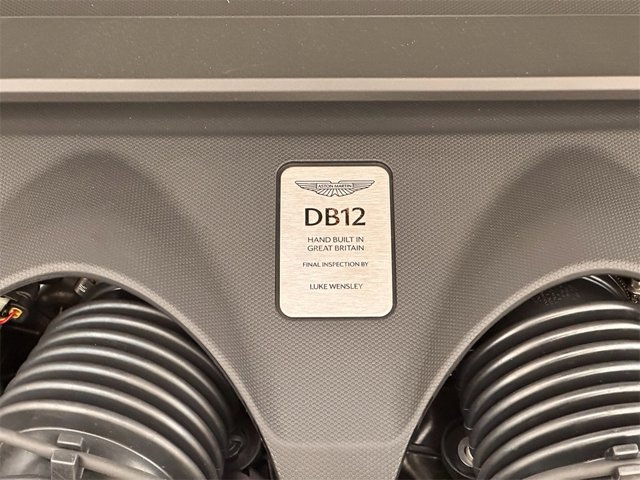 ASTON MARTIN
DB12
HAND BUILT IN
GREAT BRITAIN
FINAL INSPECTION BY
LUKE WENSLEY